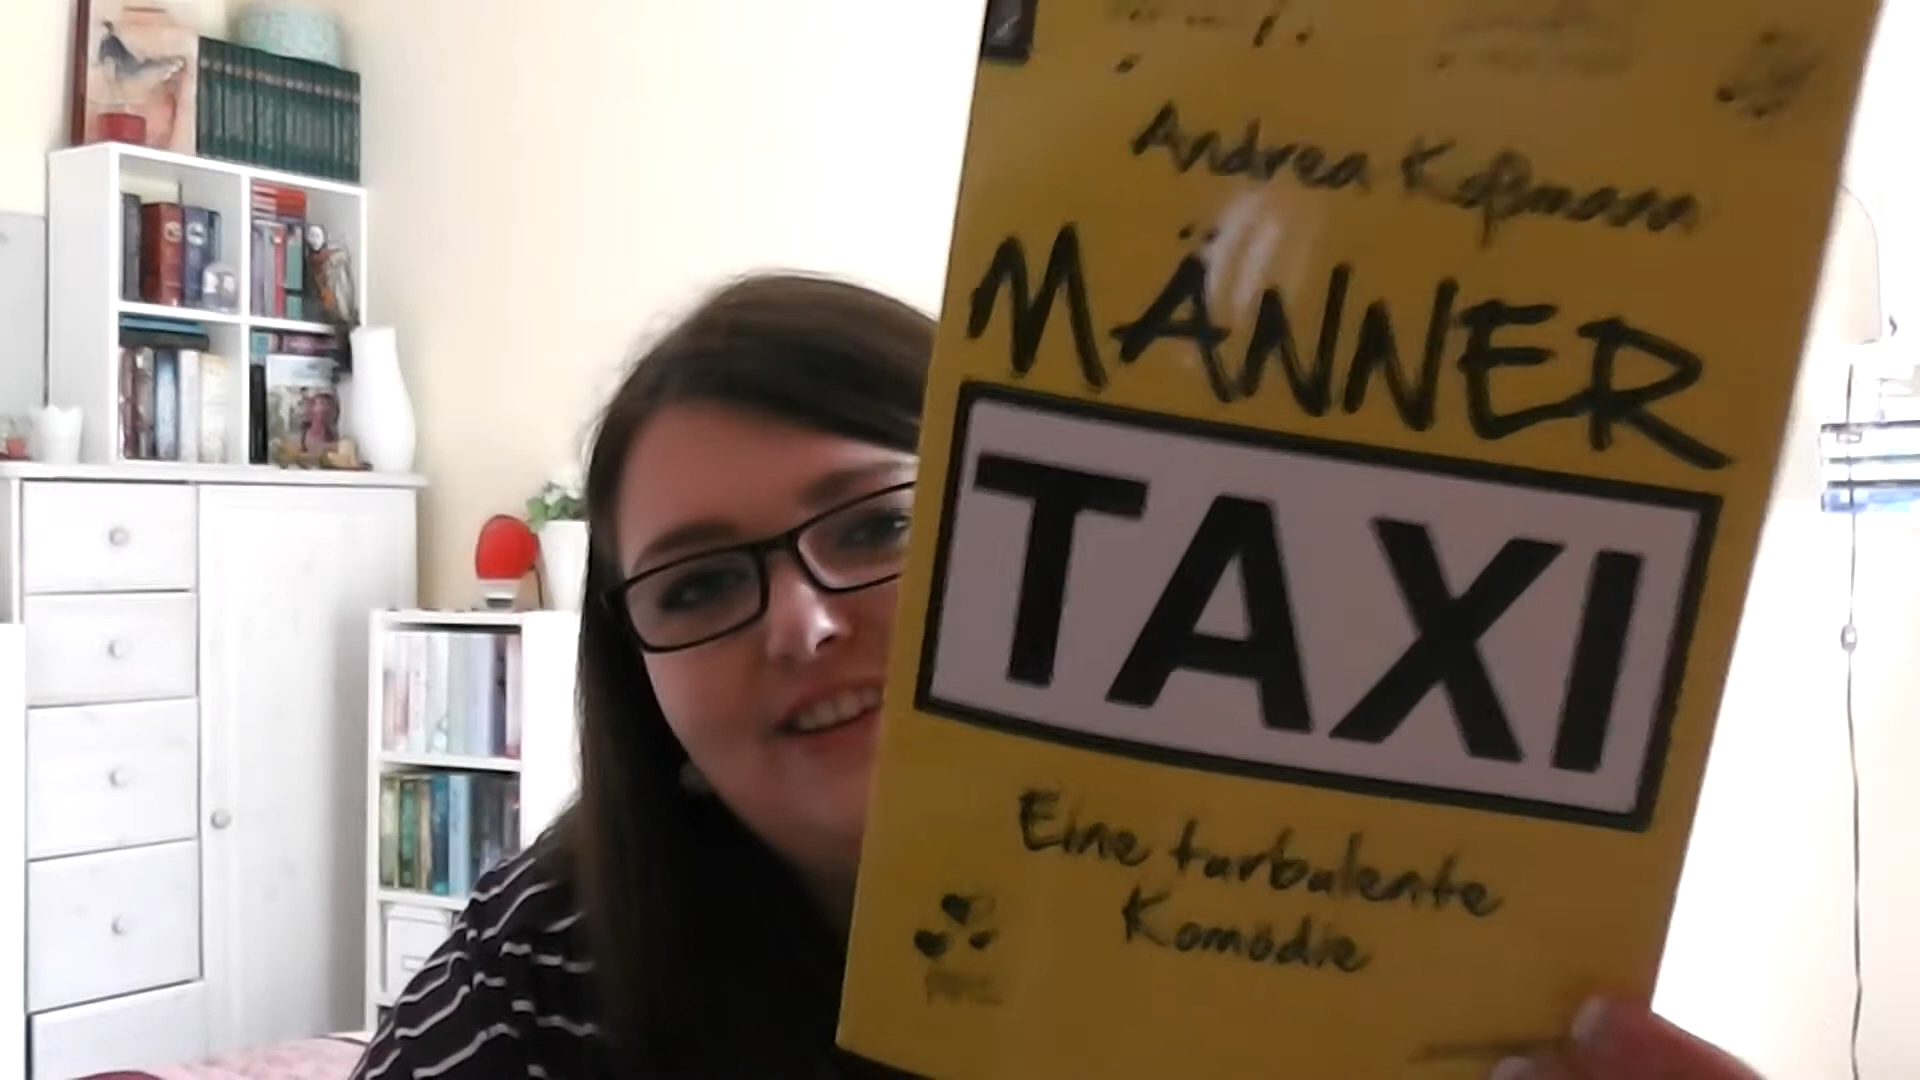 Andrea Koßmann
MÄNNER
TAXI
Eine turbulente
Komödie